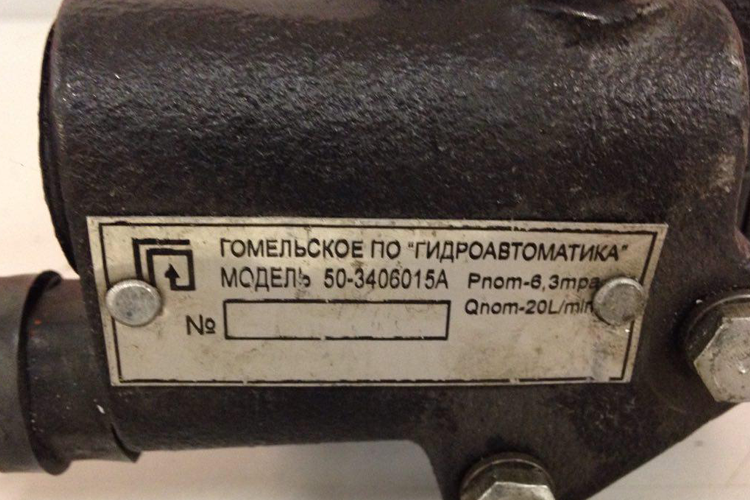 ГОМЕЛЬСКОЕ ПО "ГИДРОАВТОМАТИКА"
МОДЕЛЬ 50-3406015А Pnom-6,3mpa
Qnom-20L/min
№